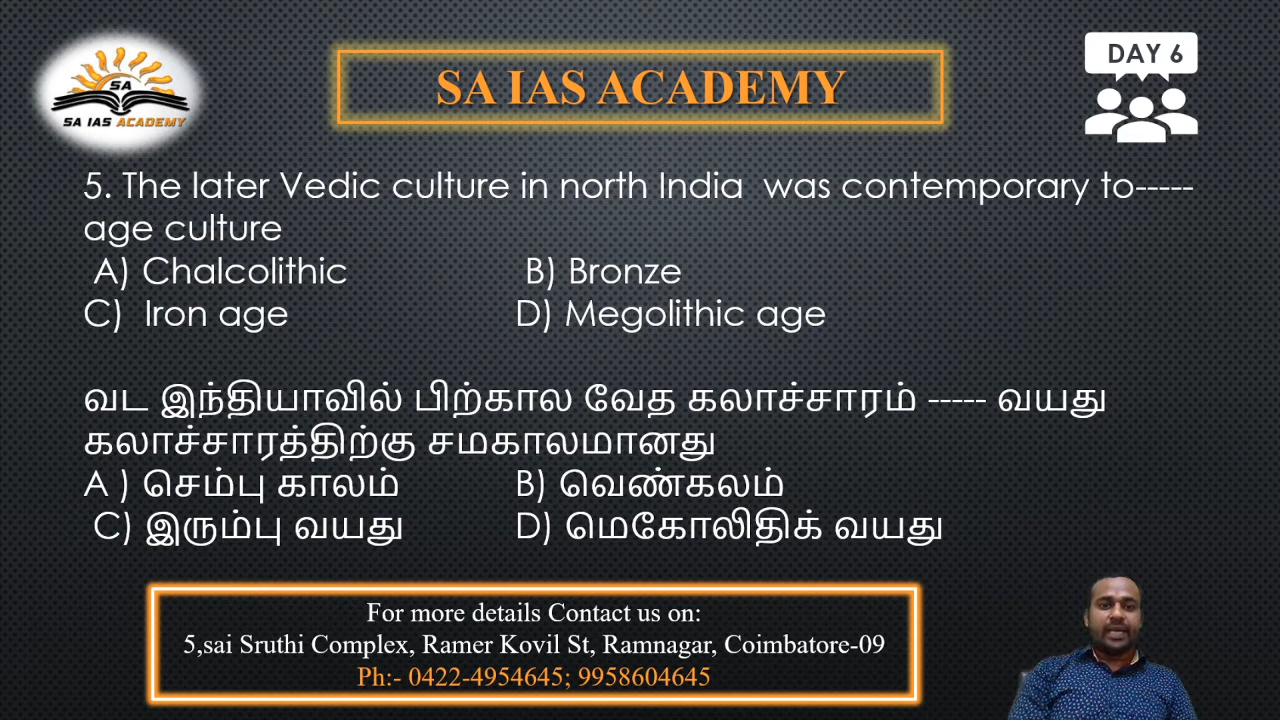 SA
SA IAS ACADEMY
SA IAS ACADEMY
DAY 6
5. The later Vedic culture in north India was contemporary to-----
age culture
A) Chalcolithic B) Bronze
C) Iron age D) Megolithic age
வட இந்தியாவில் பிற்கால வேத கலாச்சாரம் ----- வயது
கலாச்சாரத்திற்கு சமகாலமானது
A ) செம்பு காலம் B) வெண்கலம்
C) இரும்பு வயது D) மெகோலிதிக் வயது
For more details Contact us on:
5,sai Sruthi Complex, Ramer Kovil St, Ramnagar, Coimbatore-09
Ph:- 0422-4954645; 9958604645